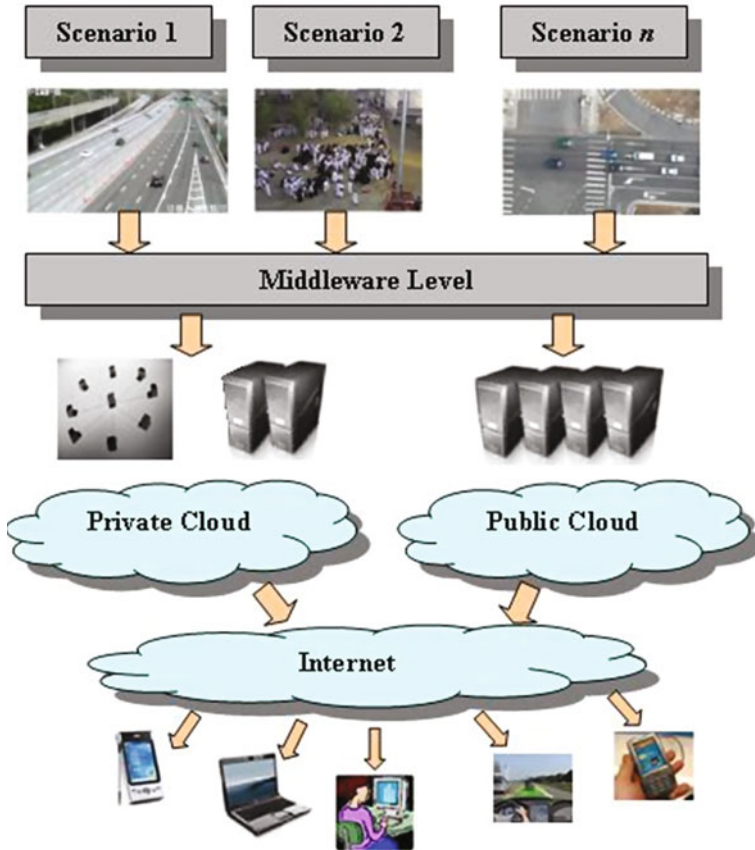 Scenario 1
Scenario 2
Scenario n
Middleware Level
Private Cloud
Public Cloud
Internet